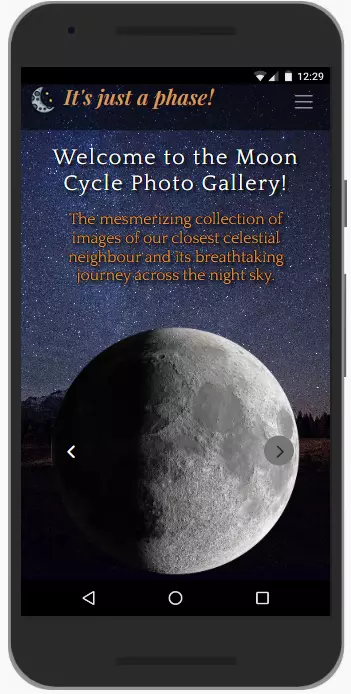 12:29
It's just a phase!
Welcome to the Moon
Cycle Photo Gallery!
The mesmerizing collection of
images of our closest celestial
neighbour and its breathtaking
journey across the night sky.